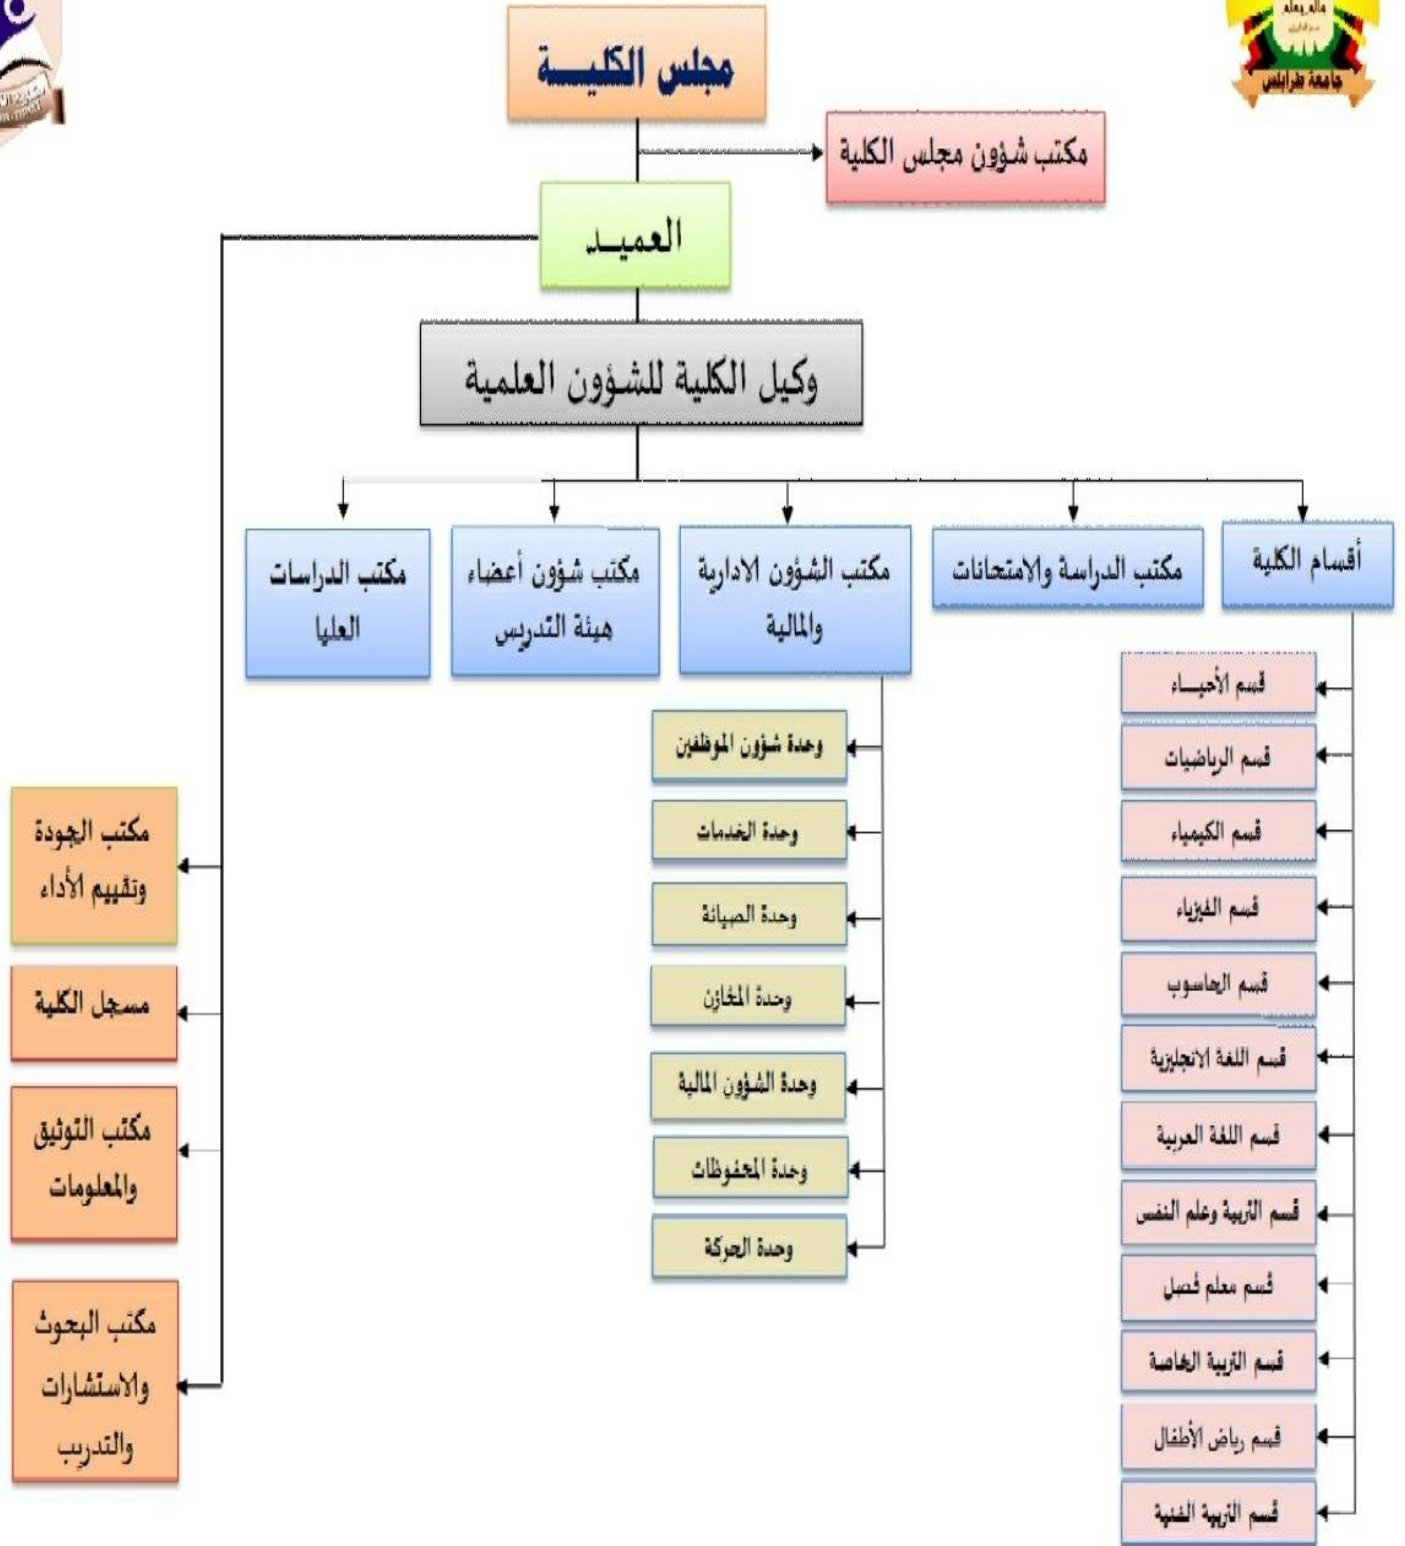 جامعة طرابلس
مجلس الكليــــة
مكتب شؤون مجلس الكلية
العميــد
وكيل الكلية للشؤون العلمية
أقسام الكلية
مكتب الدراسة والامتحانات
مكتب الشؤون الادارية
والمالية
مكتب شؤون أعضاء
هيئة التدريس
مكتب الدراسات
العليا
قسم الأحيــاء
قسم الرياضيات
قسم الكيمياء
قسم الفيزياء
قسم الحاسوب
قسم اللغة الانجليزية
قسم اللغة العربية
قسم التربية وعلم النفس
قسم معلم فصل
قسم التربية الخاصة
قسم رياض الأطفال
قسم التربية الفنية
وحدة شؤون الموظفين
وحدة الخدمات
وحدة الصيانة
وحدة المخازن
وحدة الشؤون المالية
وحدة المحفوظات
وحدة الحركة
مكتب الجودة
وتقييم الأداء
مسجل الكلية
مكتب التوثيق
والمعلومات
مكتب البحوث
والاستشارات
والتدريب